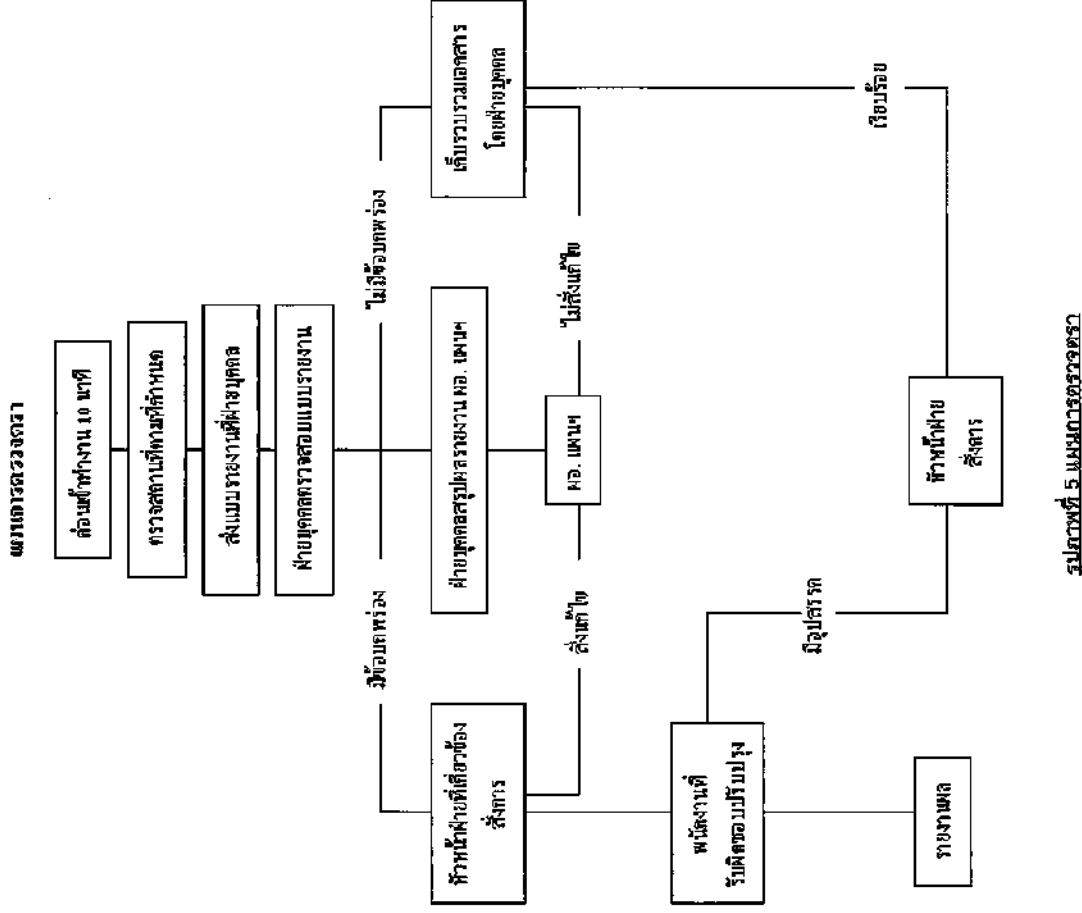 แผนการตรวจตรา
ก่อนเข้าทำงาน 10 นาที
ตรวจสถานที่ตามที่กำหนด
ส่งแบบรายงานที่ฝ่ายบุคคล
ฝ่ายบุคคลตรวจสอบแบบรายงาน
มีข้อบกพร่อง
ไม่มีข้อบกพร่อง
หัวหน้าฝ่ายที่เกี่ยวข้อง
สั่งการ
ฝ่ายบุคคลสรุปผลรายงาน ผอ. แผนฯ
เก็บรวบรวมเอกสาร
โดยฝ่ายบุคคล
สั่งแก้ไข
ผอ. แผนฯ
ไม่สั่งแก้ไข
พนักงานที่
รับผิดชอบปรับปรุง
มีอุปสรรค
เรียบร้อย
รายงานผล
หัวหน้าฝ่าย
สั่งการ
รูปภาพที่ 5 แผนการตรวจตรา